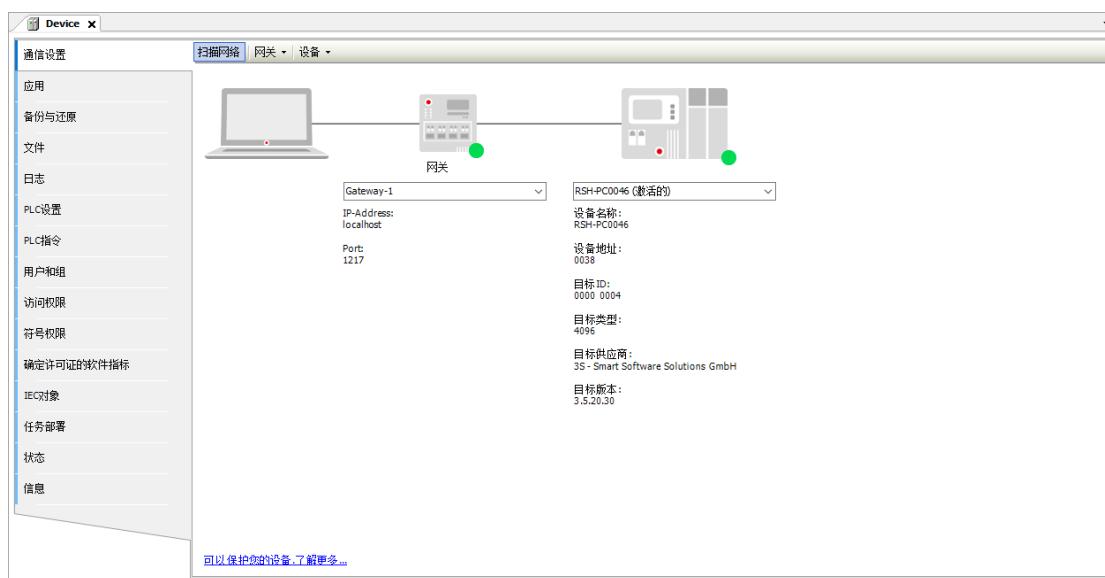 Device
通信设置
应用
备份与还原
文件
日志
PLC设置
PLC指令
用户和组
访问权限
符号权限
确定许可证的软件指标
IEC对象
任务部署
状态
信息
扫描网络 网关 设备
网关
Gateway-1
IP-Address:
localhost
Port:
1217
RSH-PC0046 (激活的)
设备名称:
RSH-PC0046
设备地址:
0038
目标ID:
0000 0004
目标类型:
4096
目标供应商:
3S - Smart Software Solutions GmbH
目标版本:
3.5.20.30
可以保护您的设备.了解更多...